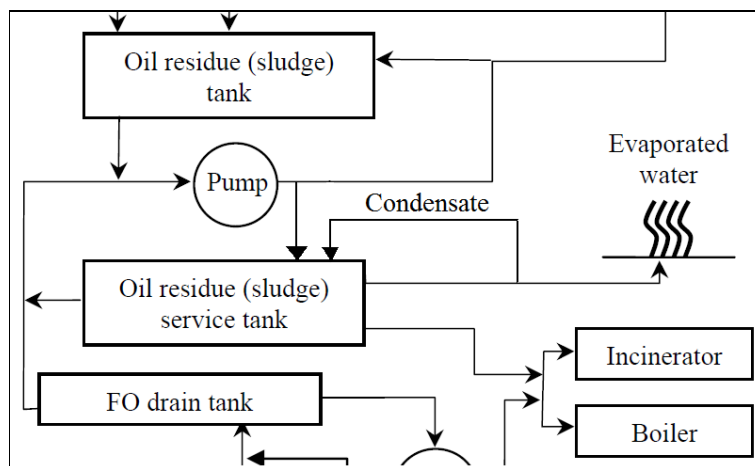 Oil residue (sludge)
tank
Evaporated
water
Pump
Condensate
Oil residue (sludge)
service tank
Incinerator
FO drain tank
Boiler